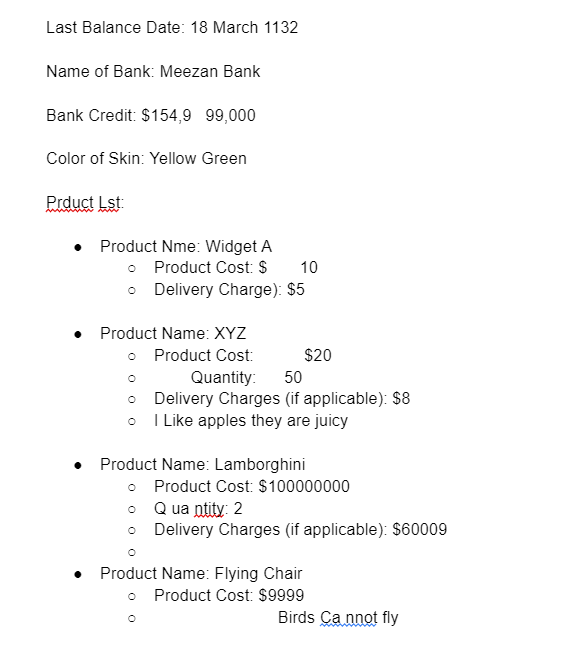 Last Balance Date: 18 March 1132
Name of Bank: Meezan Bank
Bank Credit: $154,9   99,000
Color of Skin: Yellow Green
Prduct Lst:
● Product Nme: Widget A
○ Product Cost: $       10
○ Delivery Charge): $5
● Product Name: XYZ
○ Product Cost:           $20
○         Quantity:      50
○ Delivery Charges (if applicable): $8
○ I Like apples they are juicy
● Product Name: Lamborghini
○ Product Cost: $100000000
○ Q ua ntity: 2
○ Delivery Charges (if applicable): $60009
○
● Product Name: Flying Chair
○ Product Cost: $9999
○                            Birds Ca nnot fly